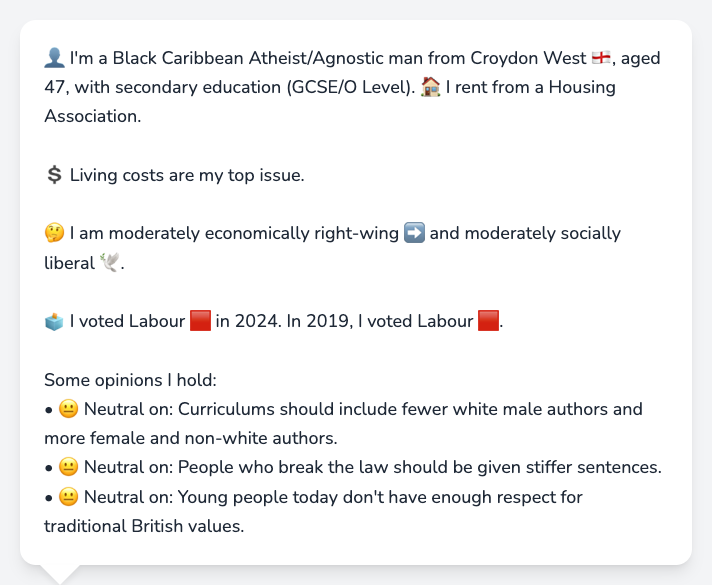 👤 I'm a Black Caribbean Atheist/Agnostic man from Croydon West 🏴󠁧󠁢󠁥󠁮󠁧󠁿, aged
47, with secondary education (GCSE/O Level). 🏠 I rent from a Housing
Association.
💲 Living costs are my top issue.
🤔 I am moderately economically right-wing ➡️ and moderately socially
liberal 🕊️.
🗳️ I voted Labour 🟥 in 2024. In 2019, I voted Labour 🟥.
Some opinions I hold:
• 😐 Neutral on: Curriculums should include fewer white male authors and
more female and non-white authors.
• 😐 Neutral on: People who break the law should be given stiffer sentences.
• 😐 Neutral on: Young people today don't have enough respect for
traditional British values.